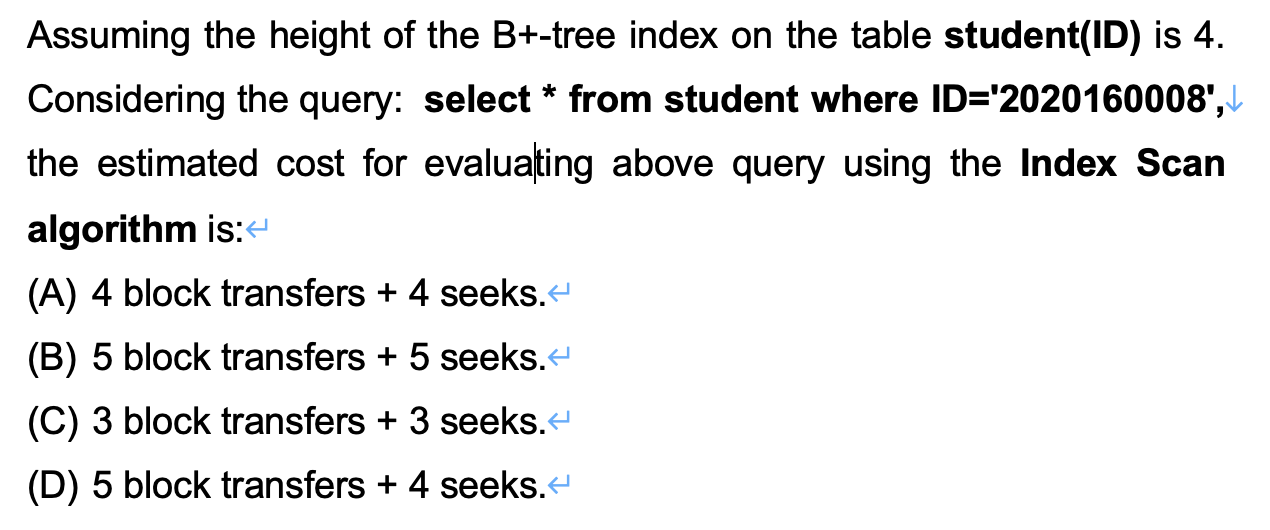 Assuming the height of the B+-tree index on the table student(ID) is 4.
Considering the query: select * from student where ID='2020160008',↓
the estimated cost for evaluating above query using the Index Scan
algorithm is:↵
(A) 4 block transfers + 4 seeks.↵
(B) 5 block transfers + 5 seeks.↵
(C) 3 block transfers + 3 seeks.↵
(D) 5 block transfers + 4 seeks.↵